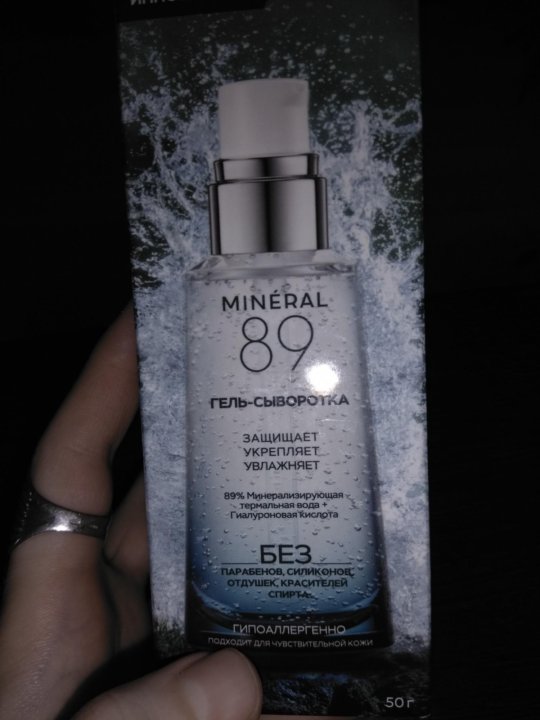 MINÉRAL
89
ГЕЛЬ-СЫВОРОТКА
ЗАЩИЩАЕТ
УКРЕПЛЯЕТ
УВЛАЖНЯЕТ
89% Минерализирующая
термальная вода +
Гиалуроновая кислота
БЕЗ
ПАРАБЕНОВ, СИЛИКОНОВ,
ОТДУШЕК, КРАСИТЕЛЕЙ
СПИРТА
ГИПОАЛЛЕРГЕННО
ПОДХОДИТ ДЛЯ ЧУВСТВИТЕЛЬНОЙ КОЖИ
50 г